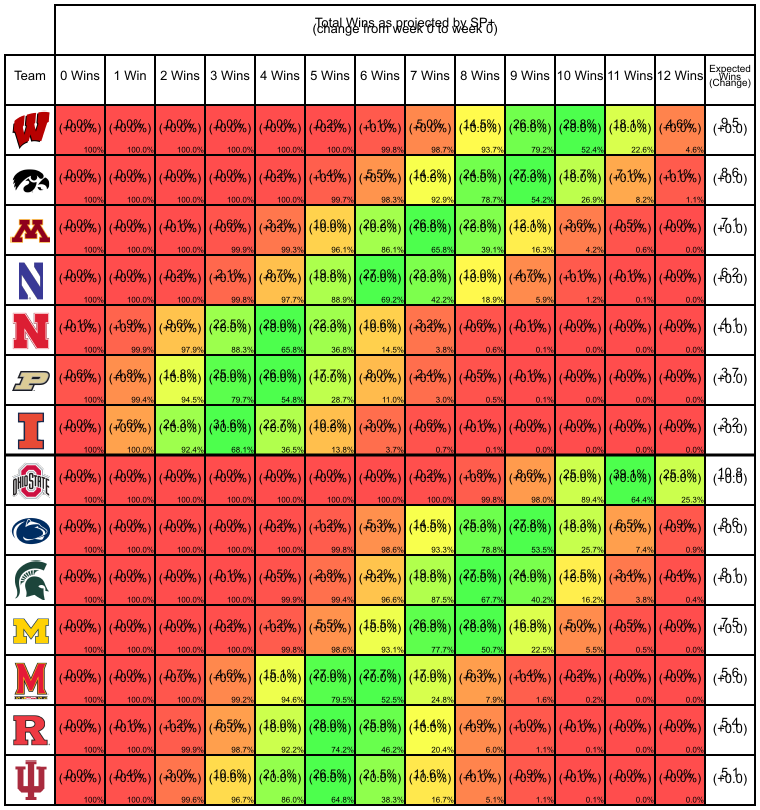 Total Wins as projected by SP+
(change from week 0 to week 0)
Team 0 Wins 1 Win 2 Wins 3 Wins 4 Wins 5 Wins 6 Wins 7 Wins 8 Wins 9 Wins 10 Wins 11 Wins 12 Wins Expected Wins (Change)
W
0.0% 0.0% 0.0% 0.0% 0.0% 0.2% 1.1% 5.0% 14.5% 26.8% 29.8% 18.1% 4.6% 9.5
(+0.0%) (+0.0%) (+0.0%) (+0.0%) (+0.0%) (+0.0%) (+0.0%) (+0.0%) (+0.0%) (+0.0%) (+0.0%) (+0.0%) (+0.0%) (+0.0)
100% 100.0% 100.0% 100.0% 100.0% 100.0% 99.8% 98.7% 93.7% 79.2% 52.4% 22.6% 4.6%
0.0% 0.0% 0.0% 0.0% 0.2% 1.4% 5.5% 14.2% 24.5% 27.3% 18.7% 7.1% 1.1% 8.6
(+0.0%) (+0.0%) (+0.0%) (+0.0%) (+0.0%) (+0.0%) (+0.0%) (+0.0%) (+0.0%) (+0.0%) (+0.0%) (+0.0%) (+0.0%) (+0.0)
100% 100.0% 100.0% 100.0% 100.0% 99.7% 98.3% 92.9% 78.7% 54.2% 26.9% 8.2% 1.1%
M
0.0% 0.0% 0.1% 0.6% 3.2% 10.0% 20.2% 26.8% 22.8% 12.1% 3.6% 0.5% 0.0% 7.1
(+0.0%) (+0.0%) (+0.0%) (+0.0%) (+0.0%) (+0.0%) (+0.0%) (+0.0%) (+0.0%) (+0.0%) (+0.0%) (+0.0%) (+0.0%) (+0.0)
100% 100.0% 100.0% 99.9% 99.3% 96.1% 86.1% 65.8% 39.1% 16.3% 4.2% 0.6% 0.0%
N
0.0% 0.0% 0.2% 2.1% 8.7% 19.8% 27.0% 23.3% 13.0% 4.7% 1.1% 0.1% 0.0% 6.2
(+0.0%) (+0.0%) (+0.0%) (+0.0%) (+0.0%) (+0.0%) (+0.0%) (+0.0%) (+0.0%) (+0.0%) (+0.0%) (+0.0%) (+0.0%) (+0.0)
100% 100.0% 100.0% 99.8% 97.7% 88.9% 69.2% 42.2% 18.9% 5.9% 1.2% 0.1% 0.0%
N
0.1% 1.9% 9.6% 22.5% 29.0% 22.3% 10.6% 3.2% 0.6% 0.1% 0.0% 0.0% 0.0% 4.1
(+0.0%) (+0.0%) (+0.0%) (+0.0%) (+0.0%) (+0.0%) (+0.0%) (+0.0%) (+0.0%) (+0.0%) (+0.0%) (+0.0%) (+0.0%) (+0.0)
100% 99.9% 97.9% 88.3% 65.8% 36.8% 14.5% 3.8% 0.6% 0.1% 0.0% 0.0% 0.0%
P
0.6% 4.8% 14.8% 25.0% 26.0% 17.7% 8.0% 2.4% 0.5% 0.1% 0.0% 0.0% 0.0% 3.7
(+0.0%) (+0.0%) (+0.0%) (+0.0%) (+0.0%) (+0.0%) (+0.0%) (+0.0%) (+0.0%) (+0.0%) (+0.0%) (+0.0%) (+0.0%) (+0.0)
100% 99.4% 94.5% 79.7% 54.8% 28.7% 11.0% 3.0% 0.5% 0.1% 0.0% 0.0% 0.0%
I
0.0% 7.6% 24.3% 31.6% 22.7% 10.2% 3.0% 0.6% 0.1% 0.0% 0.0% 0.0% 0.0% 3.2
(+0.0%) (+0.0%) (+0.0%) (+0.0%) (+0.0%) (+0.0%) (+0.0%) (+0.0%) (+0.0%) (+0.0%) (+0.0%) (+0.0%) (+0.0%) (+0.0)
100% 100.0% 92.4% 68.1% 36.5% 13.8% 3.7% 0.7% 0.1% 0.0% 0.0% 0.0% 0.0%
OHIO STATE
0.0% 0.0% 0.0% 0.0% 0.0% 0.0% 0.0% 0.2% 1.8% 8.6% 25.0% 39.1% 25.3% 10.8
(+0.0%) (+0.0%) (+0.0%) (+0.0%) (+0.0%) (+0.0%) (+0.0%) (+0.0%) (+0.0%) (+0.0%) (+0.0%) (+0.0%) (+0.0%) (+0.0)
100% 100.0% 100.0% 100.0% 100.0% 100.0% 100.0% 100.0% 99.8% 98.0% 89.4% 64.4% 25.3%
0.0% 0.0% 0.0% 0.0% 0.2% 1.2% 5.3% 14.5% 25.3% 27.8% 18.3% 6.5% 0.9% 8.6
(+0.0%) (+0.0%) (+0.0%) (+0.0%) (+0.0%) (+0.0%) (+0.0%) (+0.0%) (+0.0%) (+0.0%) (+0.0%) (+0.0%) (+0.0%) (+0.0)
100% 100.0% 100.0% 100.0% 100.0% 99.8% 98.6% 93.3% 78.8% 53.5% 25.7% 7.4% 0.9%
0.0% 0.0% 0.0% 0.1% 0.5% 2.8% 9.2% 19.8% 27.5% 24.0% 12.5% 3.4% 0.4% 8.1
(+0.0%) (+0.0%) (+0.0%) (+0.0%) (+0.0%) (+0.0%) (+0.0%) (+0.0%) (+0.0%) (+0.0%) (+0.0%) (+0.0%) (+0.0%) (+0.0)
100% 100.0% 100.0% 100.0% 99.9% 99.4% 96.6% 87.5% 67.7% 40.2% 16.2% 3.8% 0.4%
M
0.0% 0.0% 0.0% 0.2% 1.2% 5.5% 15.5% 26.9% 28.3% 16.9% 5.0% 0.5% 0.0% 7.5
(+0.0%) (+0.0%) (+0.0%) (+0.0%) (+0.0%) (+0.0%) (+0.0%) (+0.0%) (+0.0%) (+0.0%) (+0.0%) (+0.0%) (+0.0%) (+0.0)
100% 100.0% 100.0% 100.0% 99.8% 98.6% 93.1% 77.7% 50.7% 22.5% 5.5% 0.5% 0.0%
M
0.0% 0.0% 0.7% 4.6% 15.1% 27.0% 27.7% 17.0% 6.3% 1.4% 0.2% 0.0% 0.0% 5.6
(+0.0%) (+0.0%) (+0.0%) (+0.0%) (+0.0%) (+0.0%) (+0.0%) (+0.0%) (+0.0%) (+0.0%) (+0.0%) (+0.0%) (+0.0%) (+0.0)
100% 100.0% 100.0% 99.2% 94.6% 79.5% 52.5% 24.8% 7.9% 1.6% 0.2% 0.0% 0.0%
R
0.0% 0.1% 1.2% 6.5% 18.0% 28.0% 25.9% 14.4% 4.9% 1.0% 0.1% 0.0% 0.0% 5.4
(+0.0%) (+0.0%) (+0.0%) (+0.0%) (+0.0%) (+0.0%) (+0.0%) (+0.0%) (+0.0%) (+0.0%) (+0.0%) (+0.0%) (+0.0%) (+0.0)
100% 100.0% 99.9% 98.7% 92.2% 74.2% 46.2% 20.4% 6.0% 1.1% 0.1% 0.0% 0.0%
0.0% 0.4% 3.0% 10.6% 21.3% 26.5% 21.5% 11.6% 4.1% 0.9% 0.1% 0.0% 0.0% 5.1
(+0.0%) (+0.0%) (+0.0%) (+0.0%) (+0.0%) (+0.0%) (+0.0%) (+0.0%) (+0.0%) (+0.0%) (+0.0%) (+0.0%) (+0.0%) (+0.0)
100% 100.0% 99.6% 96.7% 86.0% 64.8% 38.3% 16.7% 5.1% 1.1% 0.1% 0.0% 0.0%